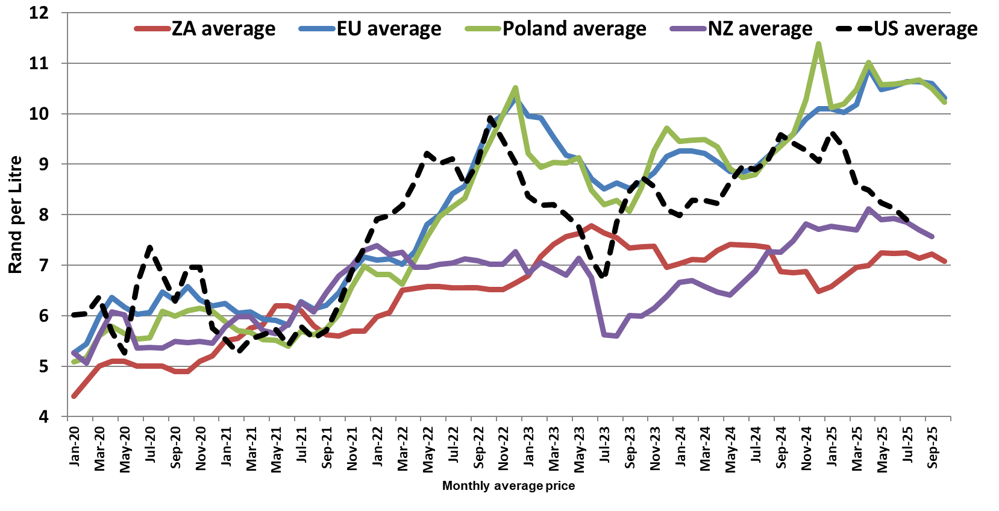 ZA average EU average Poland average NZ average US average
12
11
10
9
8
7
6
5
4
Rand per Litre
Jan-20 Mar-20 May-20 Jul-20 Sep-20 Nov-20 Jan-21 Mar-21 May-21 Jul-21 Sep-21 Nov-21 Jan-22 Mar-22 May-22 Jul-22 Sep-22 Nov-22 Jan-23 Mar-23 May-23 Jul-23 Sep-23 Nov-23 Jan-24 Mar-24 May-24 Jul-24 Sep-24 Nov-24 Jan-25 Mar-25 May-25 Jul-25 Sep-25
Monthly average price